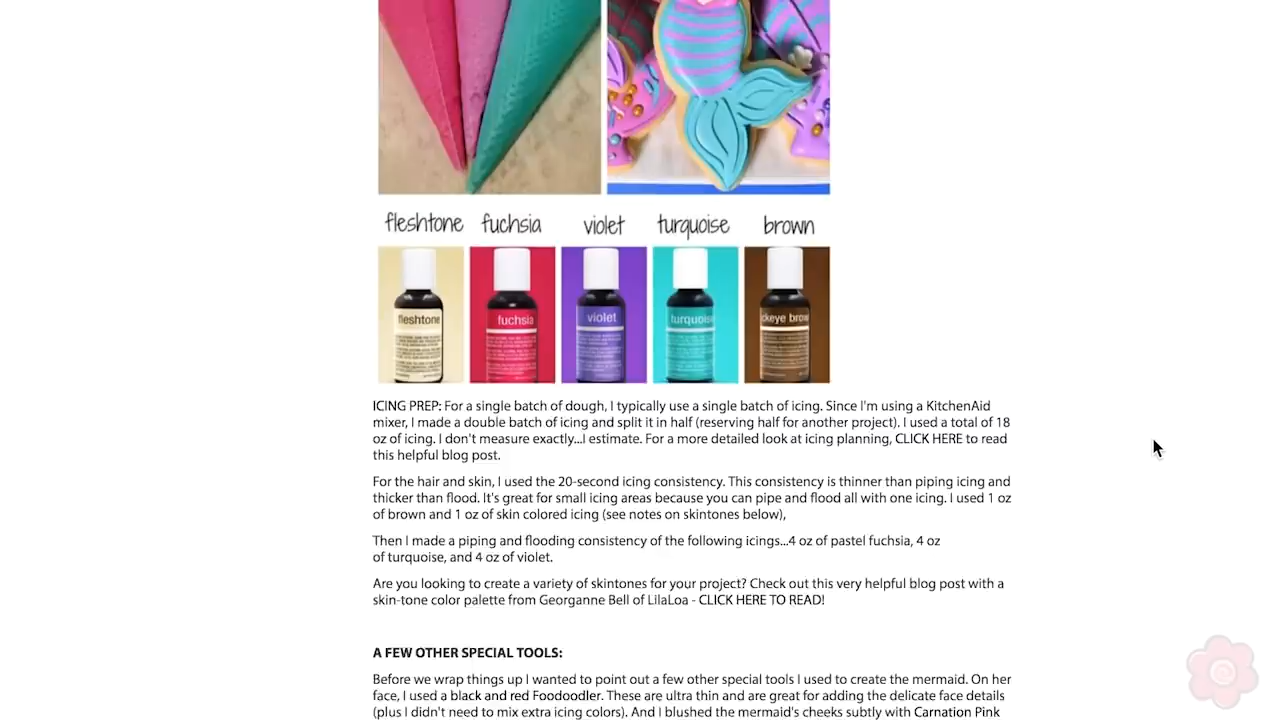 fleshtone fuchsia violet turquoise brown
fleshtone fuchsia violet turquoise ckeye brow
ICING PREP: For a single batch of dough, I typically use a single batch of icing. Since I'm using a KitchenAid
mixer, I made a double batch of icing and split it in half (reserving half for another project). I used a total of 18
oz of icing. I don't measure exactly...I estimate. For a more detailed look at icing planning, CLICK HERE to read
this helpful blog post.
For the hair and skin, I used the 20-second icing consistency. This consistency is thinner than piping icing and
thicker than flood. It's great for small icing areas because you can pipe and flood all with one icing. I used 1 oz
of brown and 1 oz of skin colored icing (see notes on skintones below),
Then I made a piping and flooding consistency of the following icings...4 oz of pastel fuchsia, 4 oz
of turquoise, and 4 oz of violet.
Are you looking to create a variety of skintones for your project? Check out this very helpful blog post with a
skin-tone color palette from Georganne Bell of LilaLoa - CLICK HERE TO READ!
A FEW OTHER SPECIAL TOOLS:
Before we wrap things up I wanted to point out a few other special tools I used to create the mermaid. On her
face, I used a black and red Foodoodler. These are ultra thin and are great for adding the delicate face details
(plus I didn't need to mix extra icing colors). And I blushed the mermaid's cheeks subtly with Carnation Pink